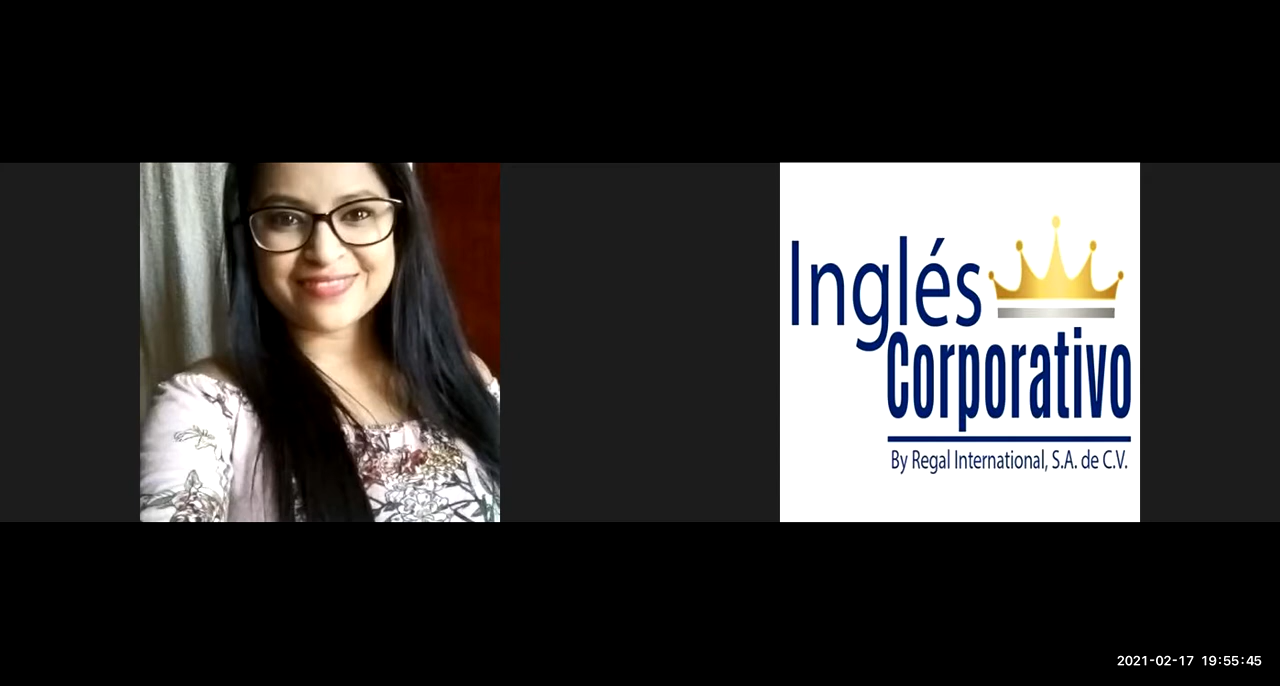 Inglés
Corporativo
By Regal International, S.A. de C.V.
2021-02-17 19:55:45